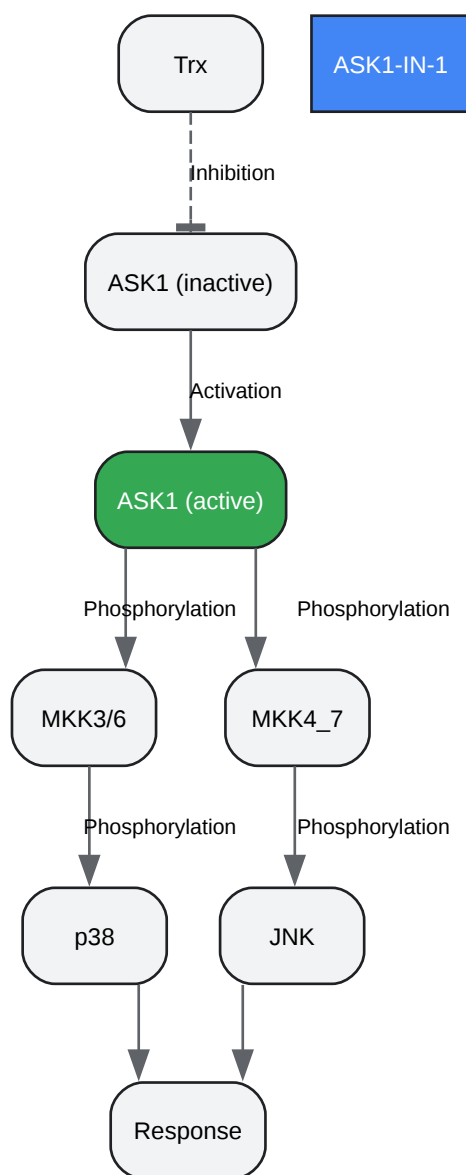 Trx
ASK1-IN-1
Inhibition
ASK1 (inactive)
Activation
ASK1 (active)
Phosphorylation
Phosphorylation
MKK3/6
MKK4_7
Phosphorylation
Phosphorylation
p38
JNK
Response